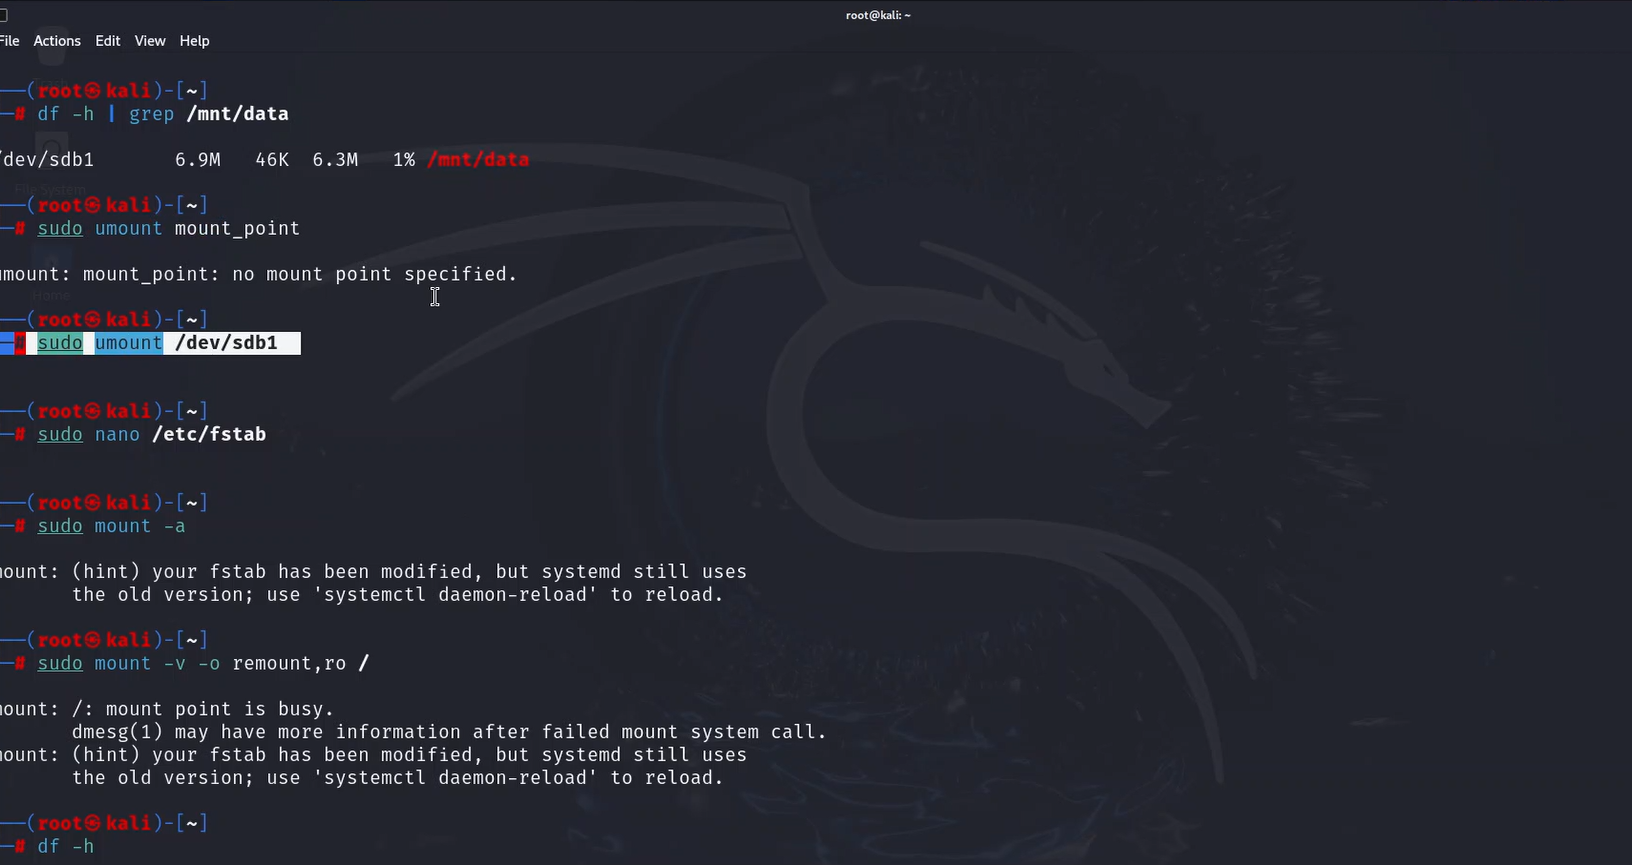 root@kali: ~
File Actions Edit View Help
──(root㉿kali)-[~]
─# df -h | grep /mnt/data
/dev/sdb1       6.9M   46K  6.3M   1% /mnt/data
──(root㉿kali)-[~]
─# sudo umount mount_point
umount: mount_point: no mount point specified.
──(root㉿kali)-[~]
─# sudo umount /dev/sdb1
──(root㉿kali)-[~]
─# sudo nano /etc/fstab
──(root㉿kali)-[~]
─# sudo mount -a
mount: (hint) your fstab has been modified, but systemd still uses
       the old version; use 'systemctl daemon-reload' to reload.
──(root㉿kali)-[~]
─# sudo mount -v -o remount,ro /
mount: /: mount point is busy.
       dmesg(1) may have more information after failed mount system call.
mount: (hint) your fstab has been modified, but systemd still uses
       the old version; use 'systemctl daemon-reload' to reload.
──(root㉿kali)-[~]
─# df -h
File System
Home